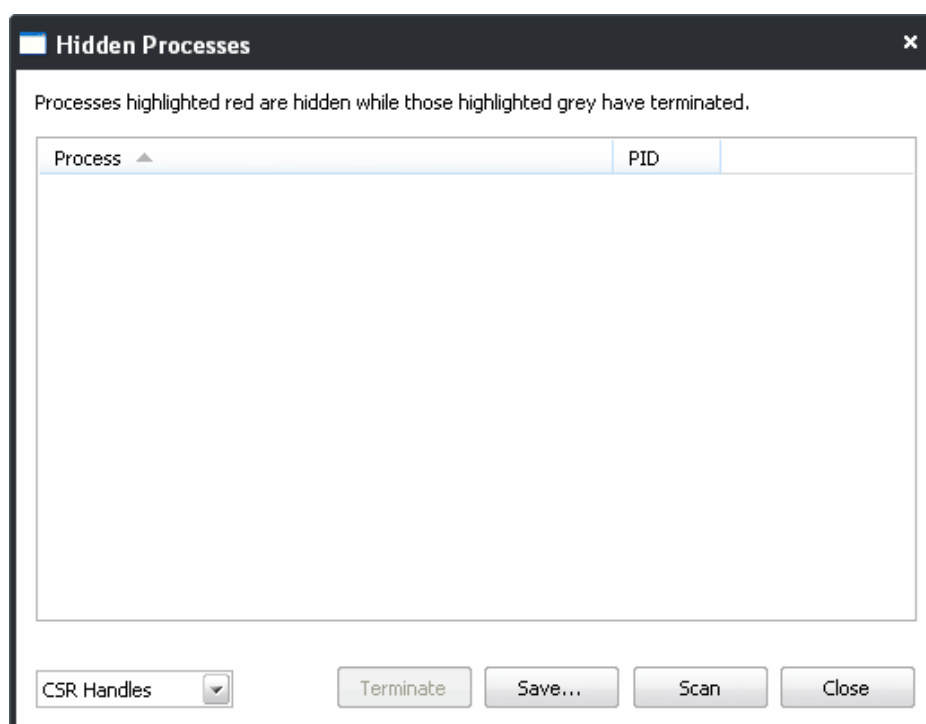 Hidden Processes
Processes highlighted red are hidden while those highlighted grey have terminated.
Process PID
CSR Handles Terminate Save... Scan Close